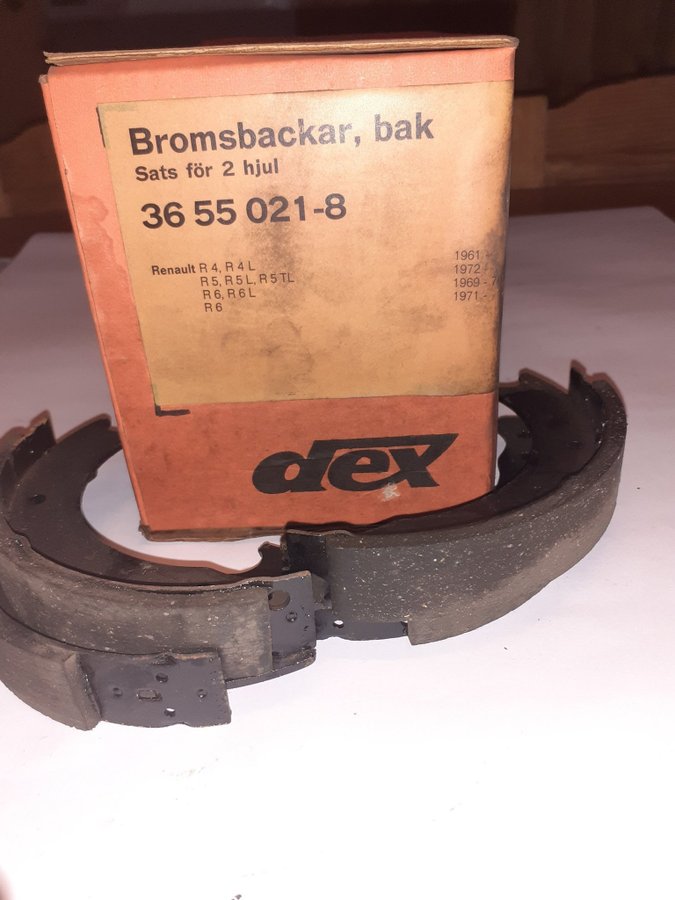 Bromsbackar, bak
Sats för 2 hjul
36 55 021-8
Renault R 4, R 4 L 1961 -
R 5, R 5 L, R 5 TL 1972 -
R 6, R 6 L 1969 - 7
R 6 1971 -
dex